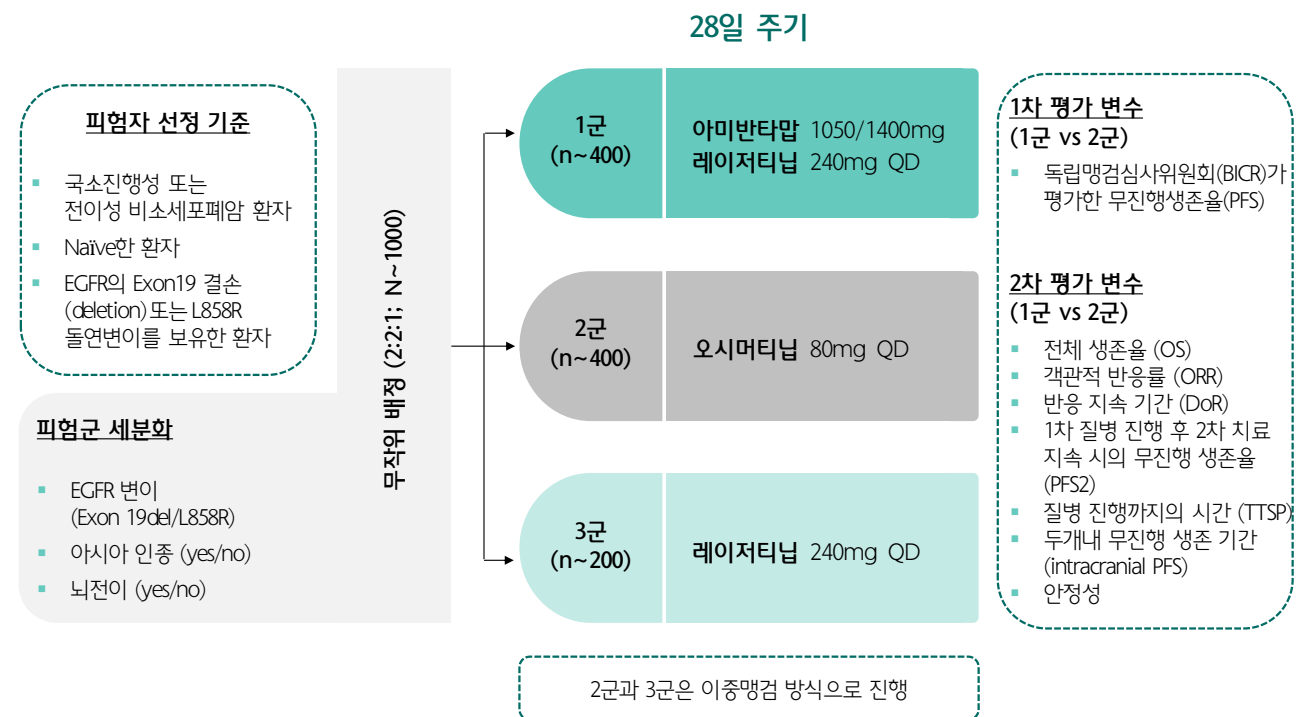 28일 주기
피험자 선정 기준
▪ 국소진행성 또는
전이성 비소세포폐암 환자
▪ Naïve한 환자
▪ EGFR의 Exon19 결손
(deletion) 또는 L858R
돌연변이를 보유한 환자
피험군 세분화
▪ EGFR 변이
(Exon 19del/L858R)
▪ 아시아 인종 (yes/no)
▪ 뇌전이 (yes/no)
무작위 배정 (2:2:1; N~1000)
1군
(n~400)
아미반타맙 1050/1400mg
레이저티닙 240mg QD
2군
(n~400)
오시머티닙 80mg QD
3군
(n~200)
레이저티닙 240mg QD
2군과 3군은 이중맹검 방식으로 진행
1차 평가 변수
(1군 vs 2군)
▪ 독립맹검심사위원회(BICR)가
평가한 무진행생존율(PFS)
2차 평가 변수
(1군 vs 2군)
▪ 전체 생존율 (OS)
▪ 객관적 반응률 (ORR)
▪ 반응 지속 기간 (DoR)
▪ 1차 질병 진행 후 2차 치료
지속 시의 무진행 생존율
(PFS2)
▪ 질병 진행까지의 시간 (TTSP)
▪ 두개내 무진행 생존 기간
(intracranial PFS)
▪ 안정성